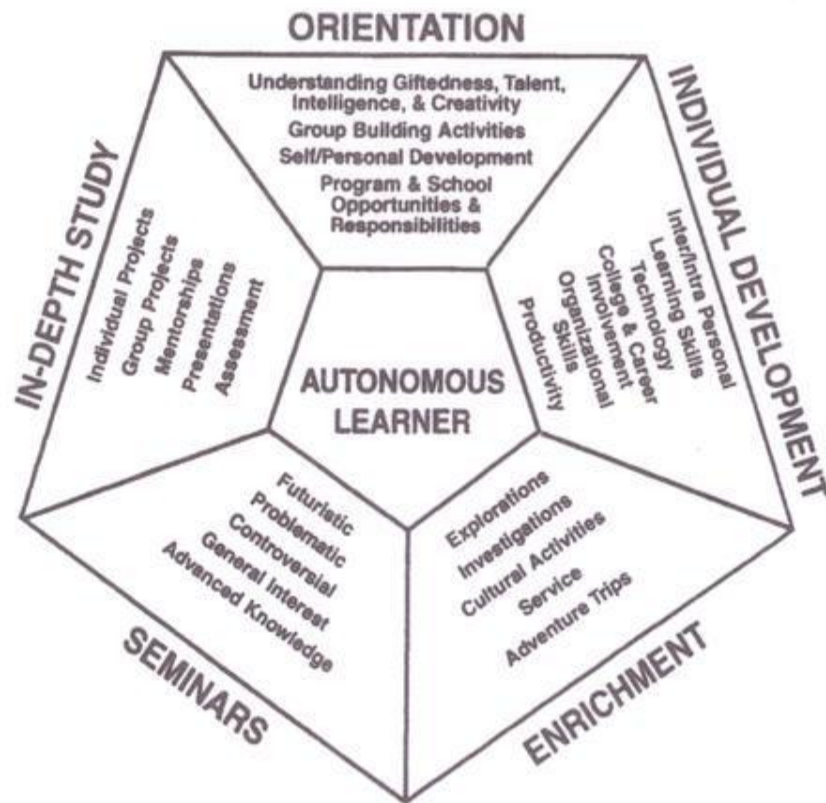 ORIENTATION
Understanding Giftedness, Talent,
Intelligence, & Creativity
Group Building Activities
Self/Personal Development
Program & School
Opportunities &
Responsibilities
INDIVIDUAL DEVELOPMENT
Inter/Intra Personal
Learning Skills
Technology
College & Career
Involvement
Organizational
Skills
Productivity
ENRICHMENT
Explorations
Investigations
Cultural Activities
Service
Adventure Trips
SEMINARS
Futuristic
Problematic
Controversial
General Interest
Advanced Knowledge
IN-DEPTH STUDY
Individual Projects
Group Projects
Mentorships
Presentations
Assessment
AUTONOMOUS
LEARNER